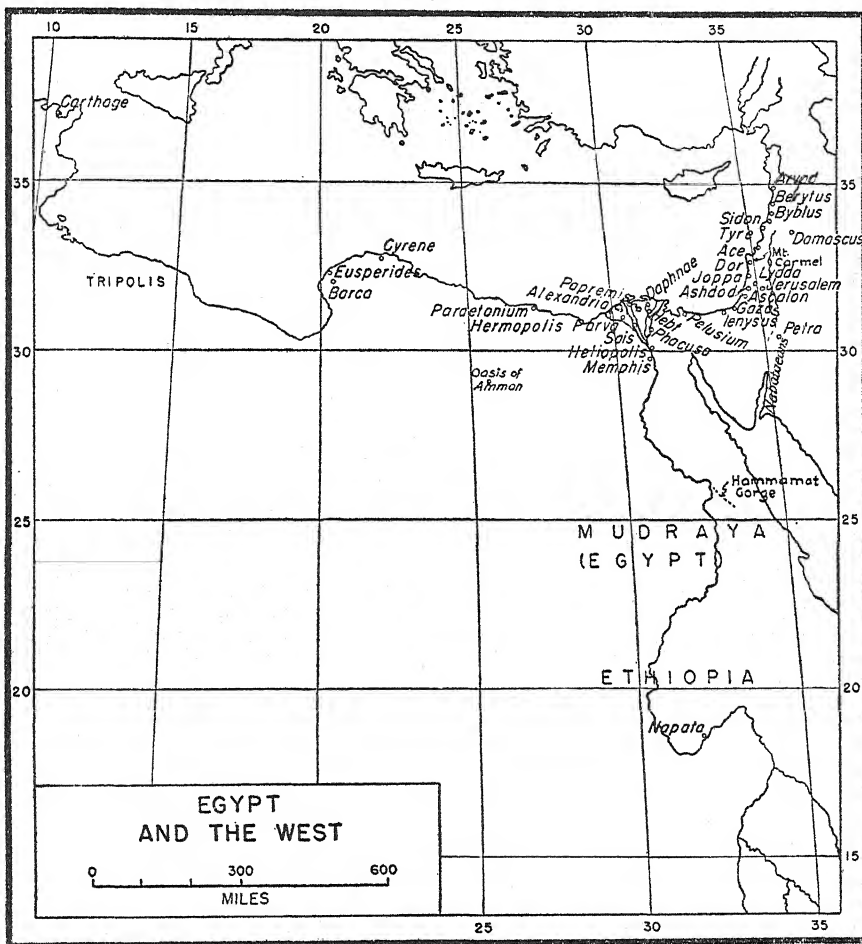 10 15 20 25 30 35
Carthage
35 35
Arvad
Berytus
Byblus
Sidon
Tyre
Damascus
Ace
Mt.
Carmel
Dor
Lydda
Joppa
Jerusalem
Ashdod
Ascalon
Gaza
Ienysus
Petra
Nabataeans
Cyrene
Eusperides
Barca
TRIPOLIS
Papremis
Daphnae
Alexandria
Paraetonium
Hermopolis Parva
Hebt
Pelusium
Sais
Phacusa
Heliopolis
Memphis
30 30
Oasis of
Ammon
Hammamat
Gorge
25 25
MUDRAYA
(EGYPT)
20 20
ETHIOPIA
Napata
EGYPT
AND THE WEST
0 300 600
MILES
15
25 30 35